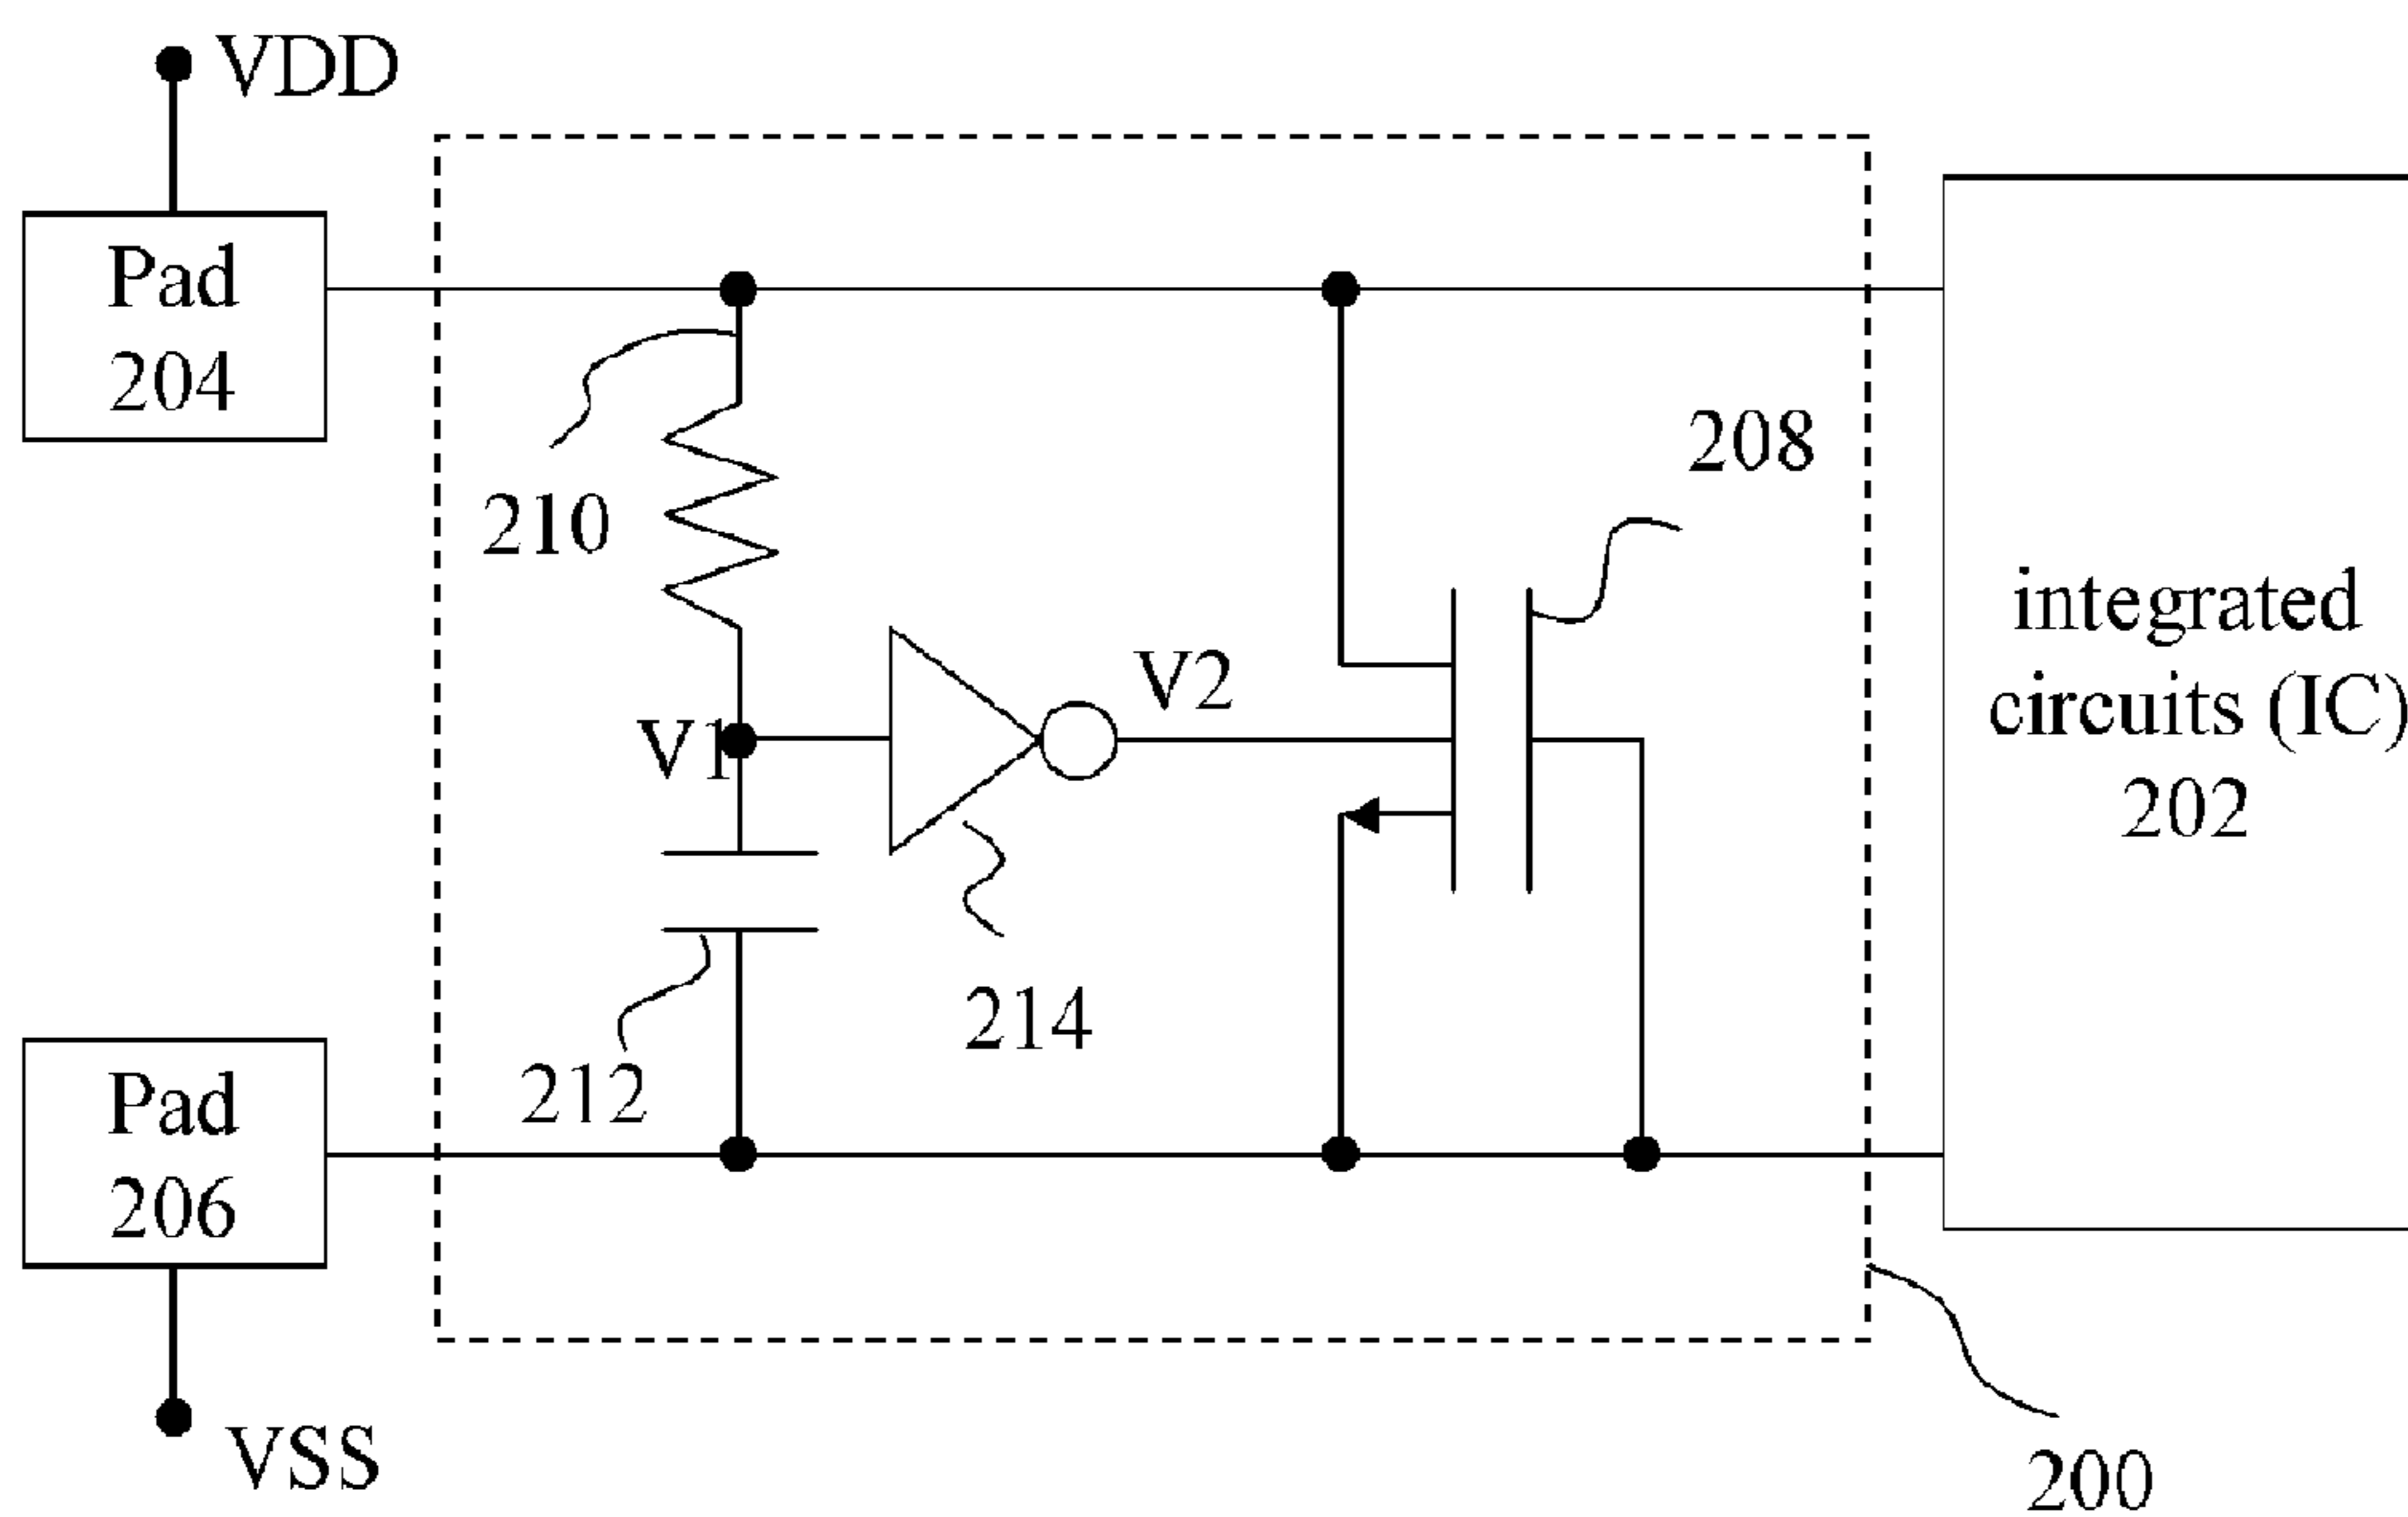 VDD
Pad
204
210
208
V1
V2
214
212
Pad
206
VSS
integrated
circuits (IC)
202
200